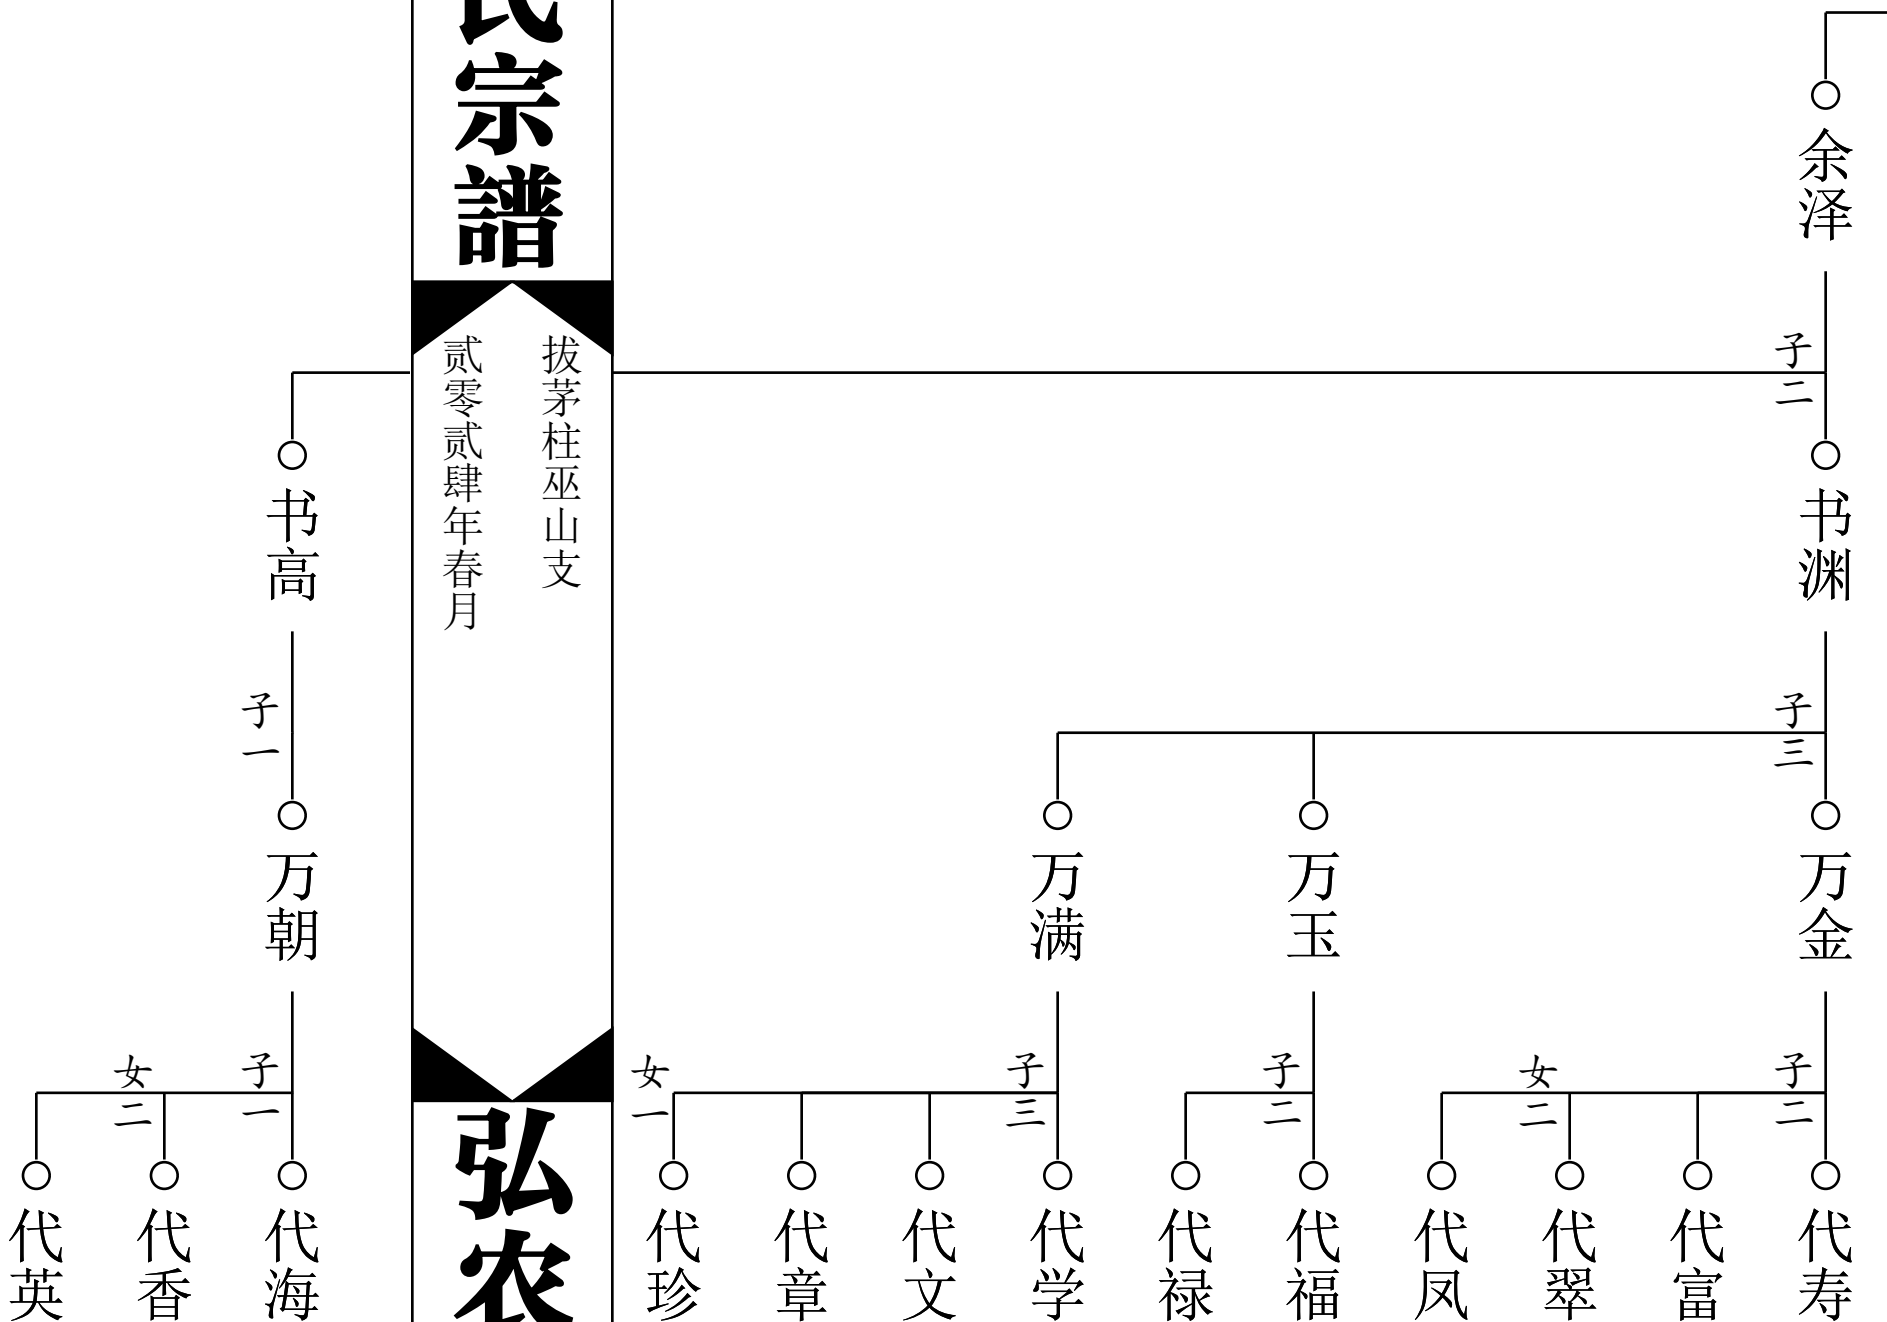 余泽
子二
书渊
子三
万金
子二
代寿
代富
女二
代翠
代凤
万玉
子二
代福
代禄
万满
子三
代学
代文
代章
女一
代珍
氏宗譜
拔茅柱巫山支
贰零贰肆年春月
弘农
书高
子一
万朝
子一
代海
女二
代香
代英